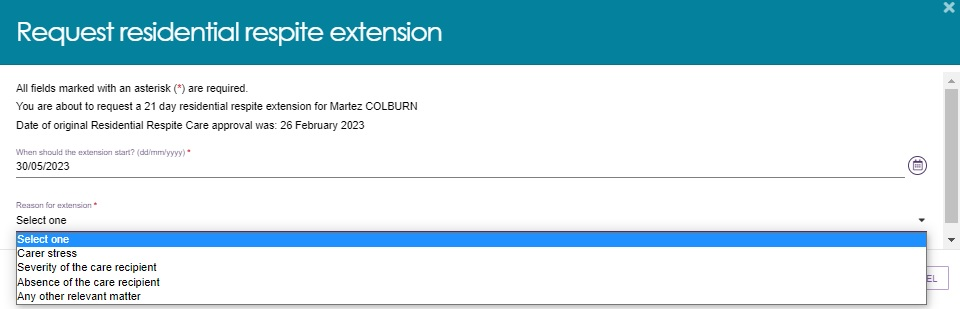 Request residential respite extension
All fields marked with an asterisk (*) are required.
You are about to request a 21 day residential respite extension for Martez COLBURN
Date of original Residential Respite Care approval was: 26 February 2023
When should the extension start? (dd/mm/yyyy) *
30/05/2023
Reason for extension *
Select one
Select one
Carer stress
Severity of the care recipient
Absence of the care recipient
Any other relevant matter